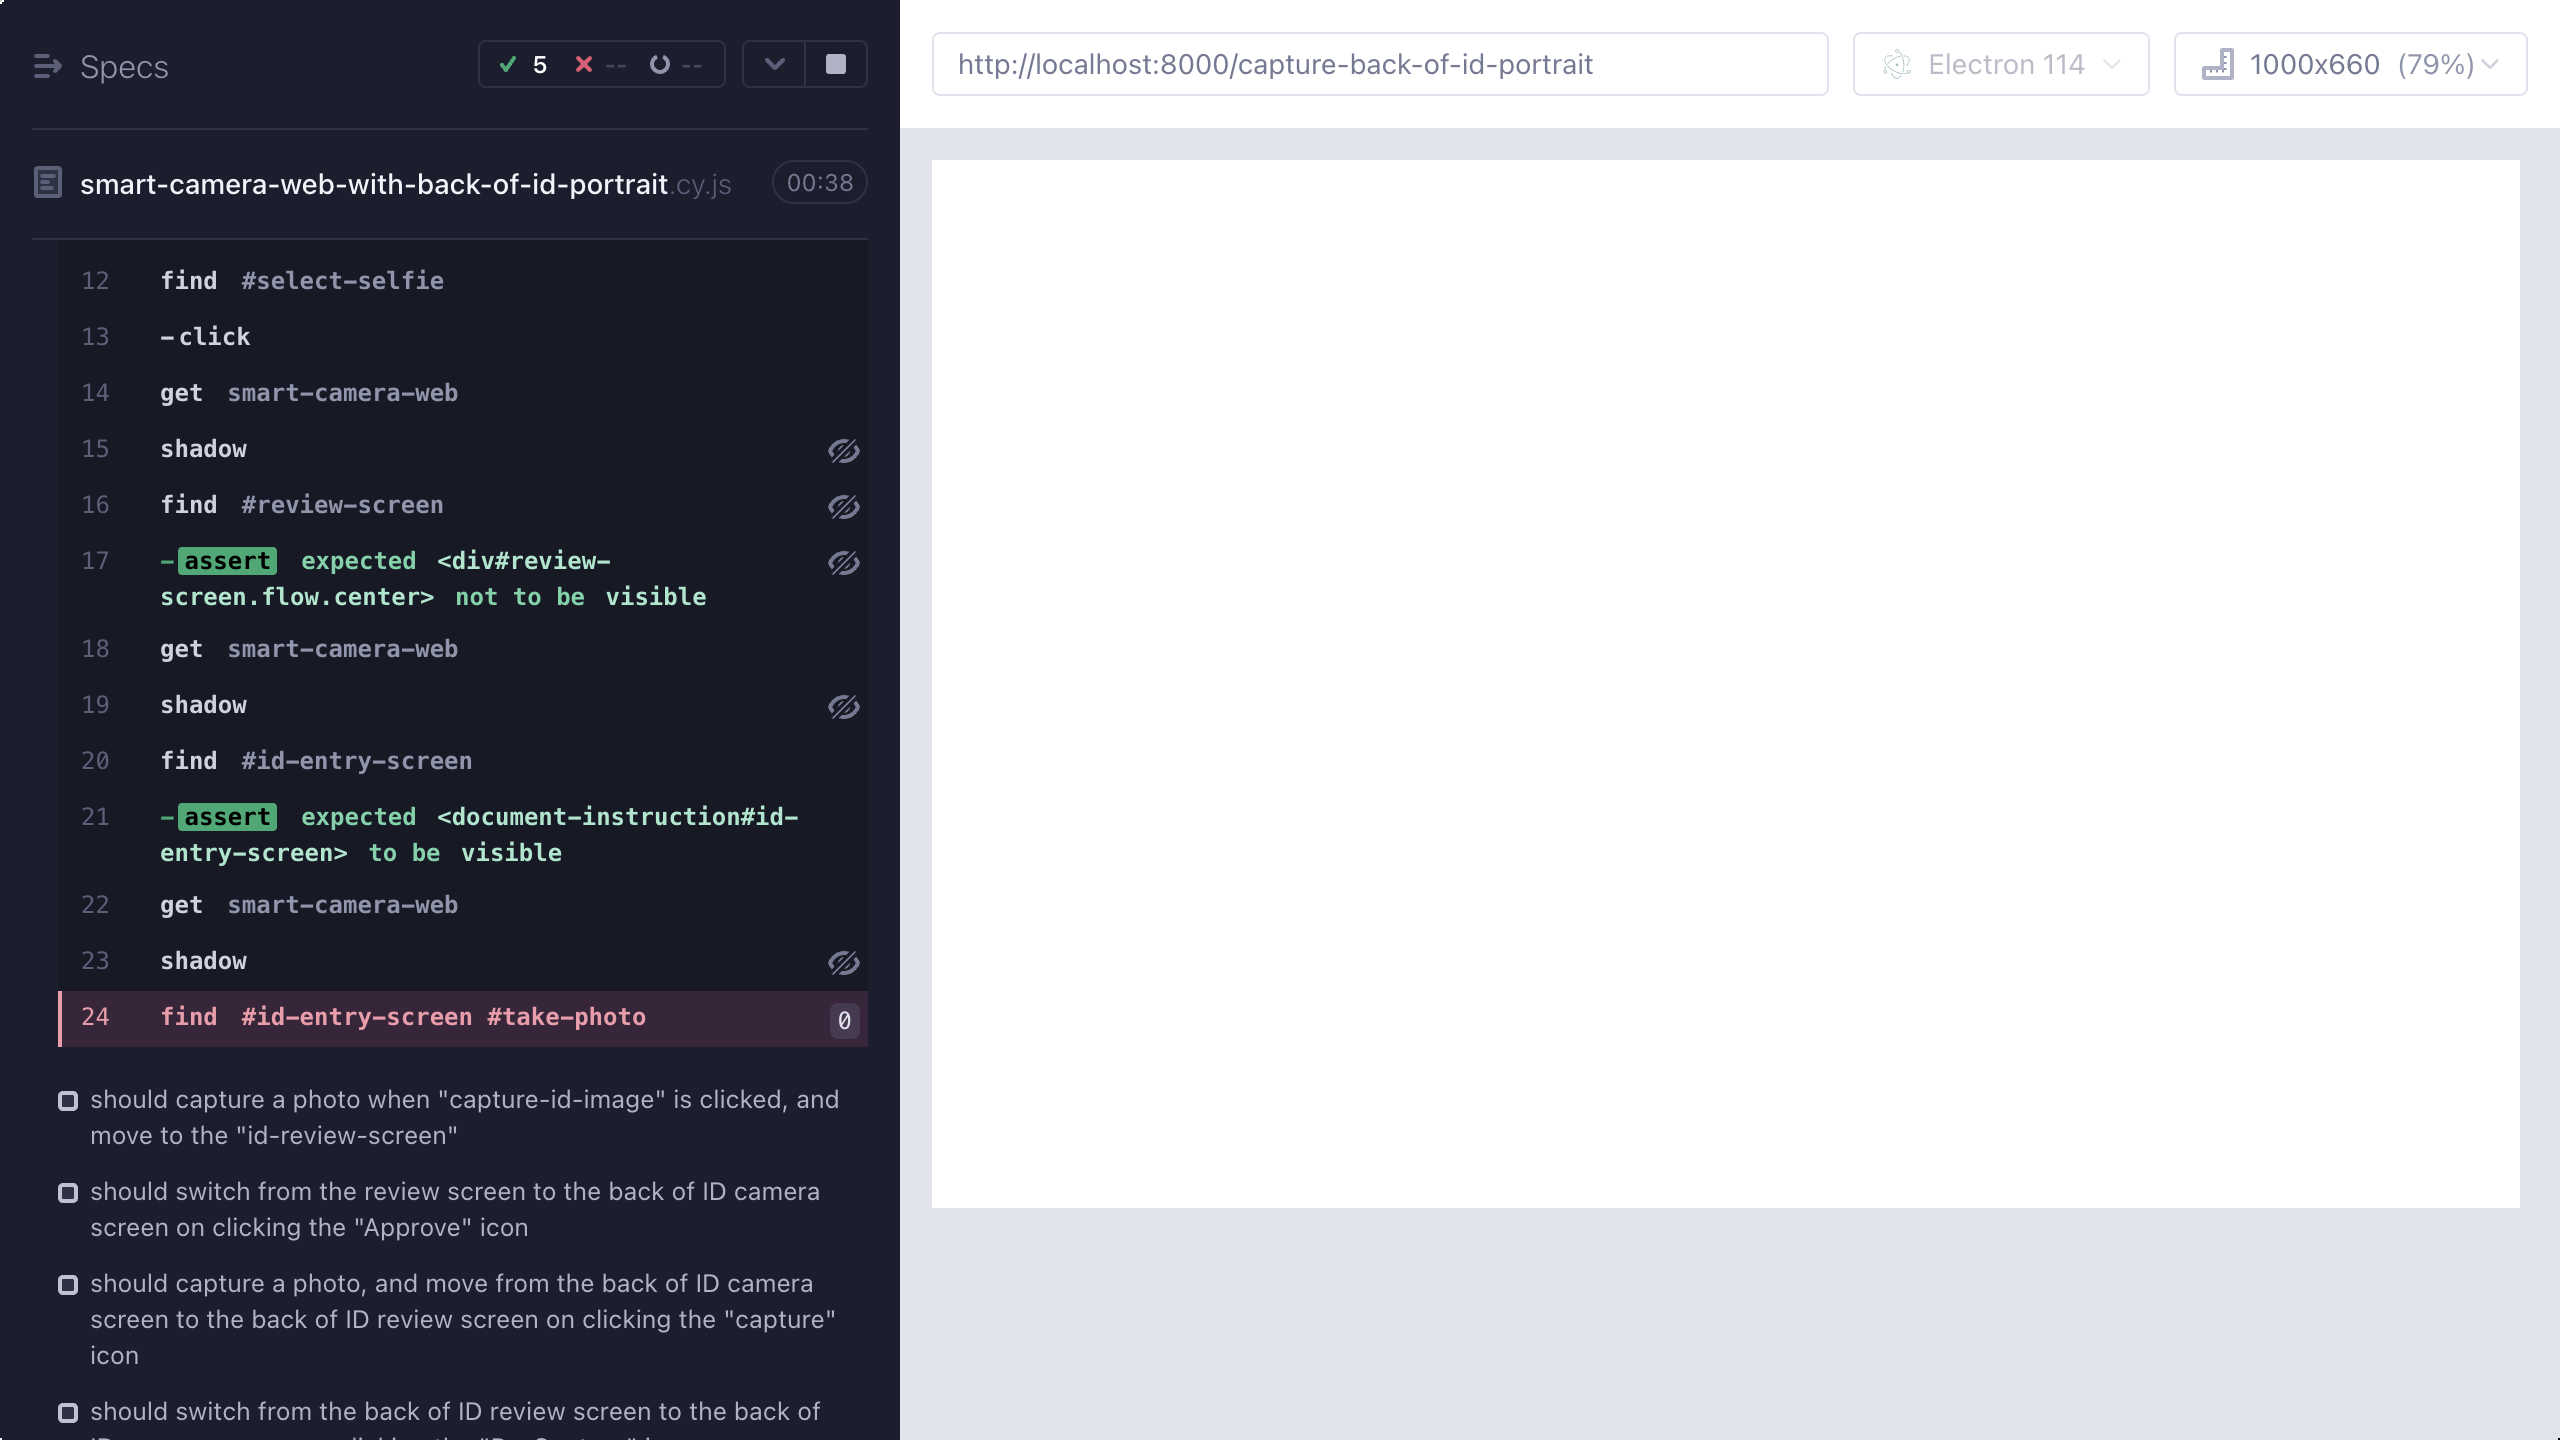 Specs
5 -- --
smart-camera-web-with-back-of-id-portrait.cy.js 00:38
12 find #select-selfie
13 -click
14 get smart-camera-web
15 shadow
16 find #review-screen
17 -assert expected <div#review-
screen.flow.center> not to be visible
18 get smart-camera-web
19 shadow
20 find #id-entry-screen
21 -assert expected <document-instruction#id-
entry-screen> to be visible
22 get smart-camera-web
23 shadow
24 find #id-entry-screen #take-photo 0
should capture a photo when "capture-id-image" is clicked, and
move to the "id-review-screen"
should switch from the review screen to the back of ID camera
screen on clicking the "Approve" icon
should capture a photo, and move from the back of ID camera
screen to the back of ID review screen on clicking the "capture"
icon
should switch from the back of ID review screen to the back of
http://localhost:8000/capture-back-of-id-portrait
Electron 114
1000x660 (79%)